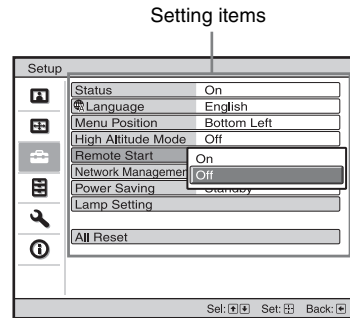 Setting items
Setup
Status On
Language English
Menu Position Bottom Left
High Altitude Mode Off
Remote Start On
Network Managemen Off
Power Saving Standby
Lamp Setting
All Reset
Sel: Set: Back: